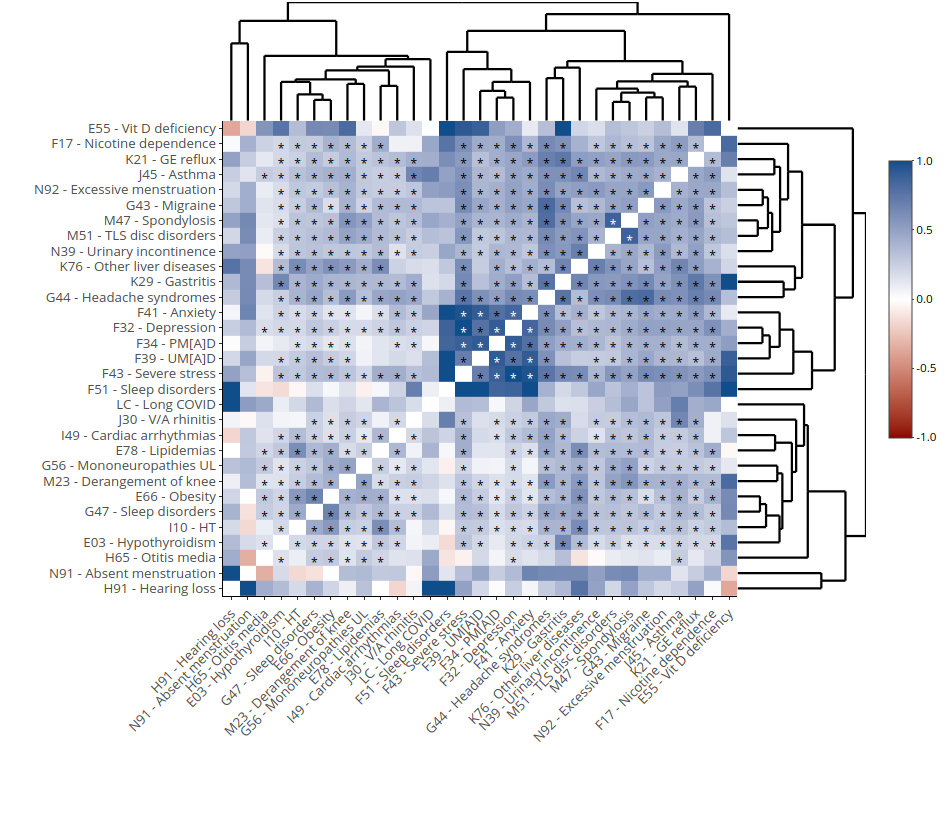 E55 - Vit D deficiency
F17 - Nicotine dependence
K21 - GE reflux
J45 - Asthma
N92 - Excessive menstruation
G43 - Migraine
M47 - Spondylosis
M51 - TLS disc disorders
N39 - Urinary incontinence
K76 - Other liver diseases
K29 - Gastritis
G44 - Headache syndromes
F41 - Anxiety
F32 - Depression
F34 - PM[A]D
F39 - UM[A]D
F43 - Severe stress
F51 - Sleep disorders
LC - Long COVID
J30 - V/A rhinitis
I49 - Cardiac arrhythmias
E78 - Lipidemias
G56 - Mononeuropathies UL
M23 - Derangement of knee
E66 - Obesity
G47 - Sleep disorders
I10 - HT
E03 - Hypothyroidism
H65 - Otitis media
N91 - Absent menstruation
H91 - Hearing loss
H91 - Hearing loss
N91 - Absent menstruation
H65 - Otitis media
E03 - Hypothyroidism
I10 - HT
G47 - Sleep disorders
E66 - Obesity
M23 - Derangement of knee
G56 - Mononeuropathies UL
E78 - Lipidemias
I49 - Cardiac arrhythmias
J30 - V/A rhinitis
LC - Long COVID
F51 - Sleep disorders
F43 - Severe stress
F39 - UM[A]D
F34 - PM[A]D
F32 - Depression
F41 - Anxiety
G44 - Headache syndromes
K29 - Gastritis
K76 - Other liver diseases
N39 - Urinary incontinence
M51 - TLS disc disorders
M47 - Spondylosis
G43 - Migraine
N92 - Excessive menstruation
J45 - Asthma
K21 - GE reflux
F17 - Nicotine dependence
E55 - Vit D deficiency
1.0
0.5
0.0
-0.5
-1.0